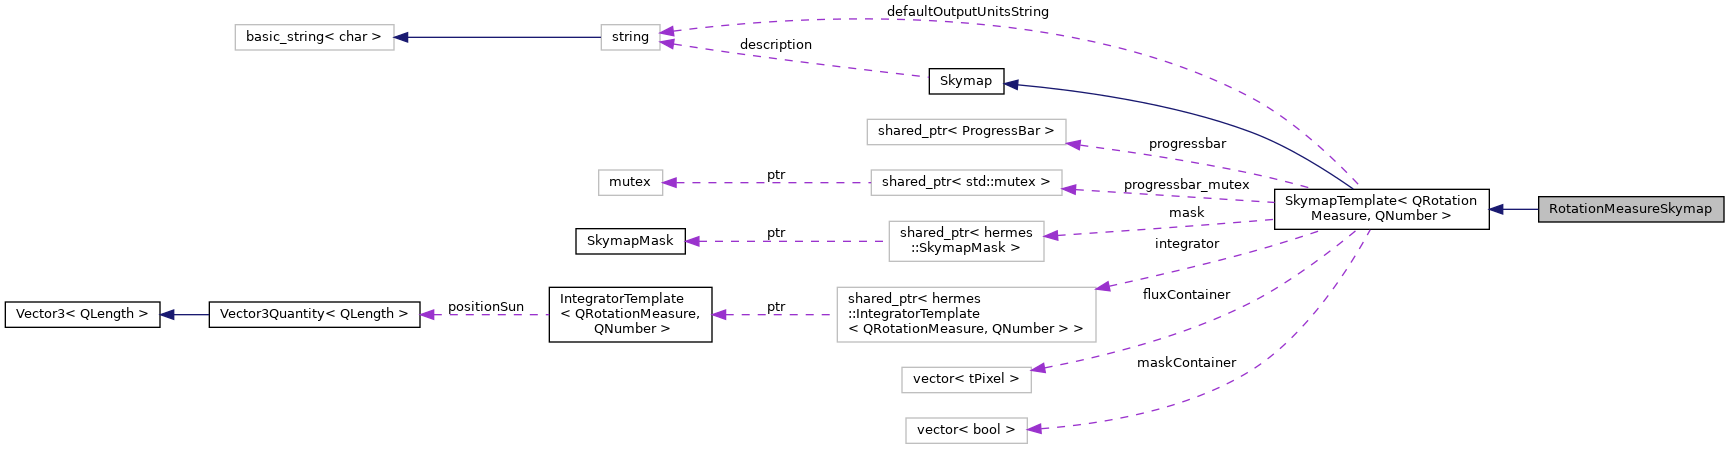 defaultOutputUnitsString
basic_string< char >
string
description
Skymap
shared_ptr< ProgressBar >
progressbar
mutex
ptr
shared_ptr< std::mutex >
progressbar_mutex
SkymapTemplate< QRotation
Measure, QNumber >
RotationMeasureSkymap
mask
SkymapMask
ptr
shared_ptr< hermes
::SkymapMask >
integrator
Vector3< QLength >
Vector3Quantity< QLength >
positionSun
IntegratorTemplate
< QRotationMeasure,
QNumber >
ptr
shared_ptr< hermes
::IntegratorTemplate
< QRotationMeasure, QNumber > >
fluxContainer
vector< tPixel >
maskContainer
vector< bool >